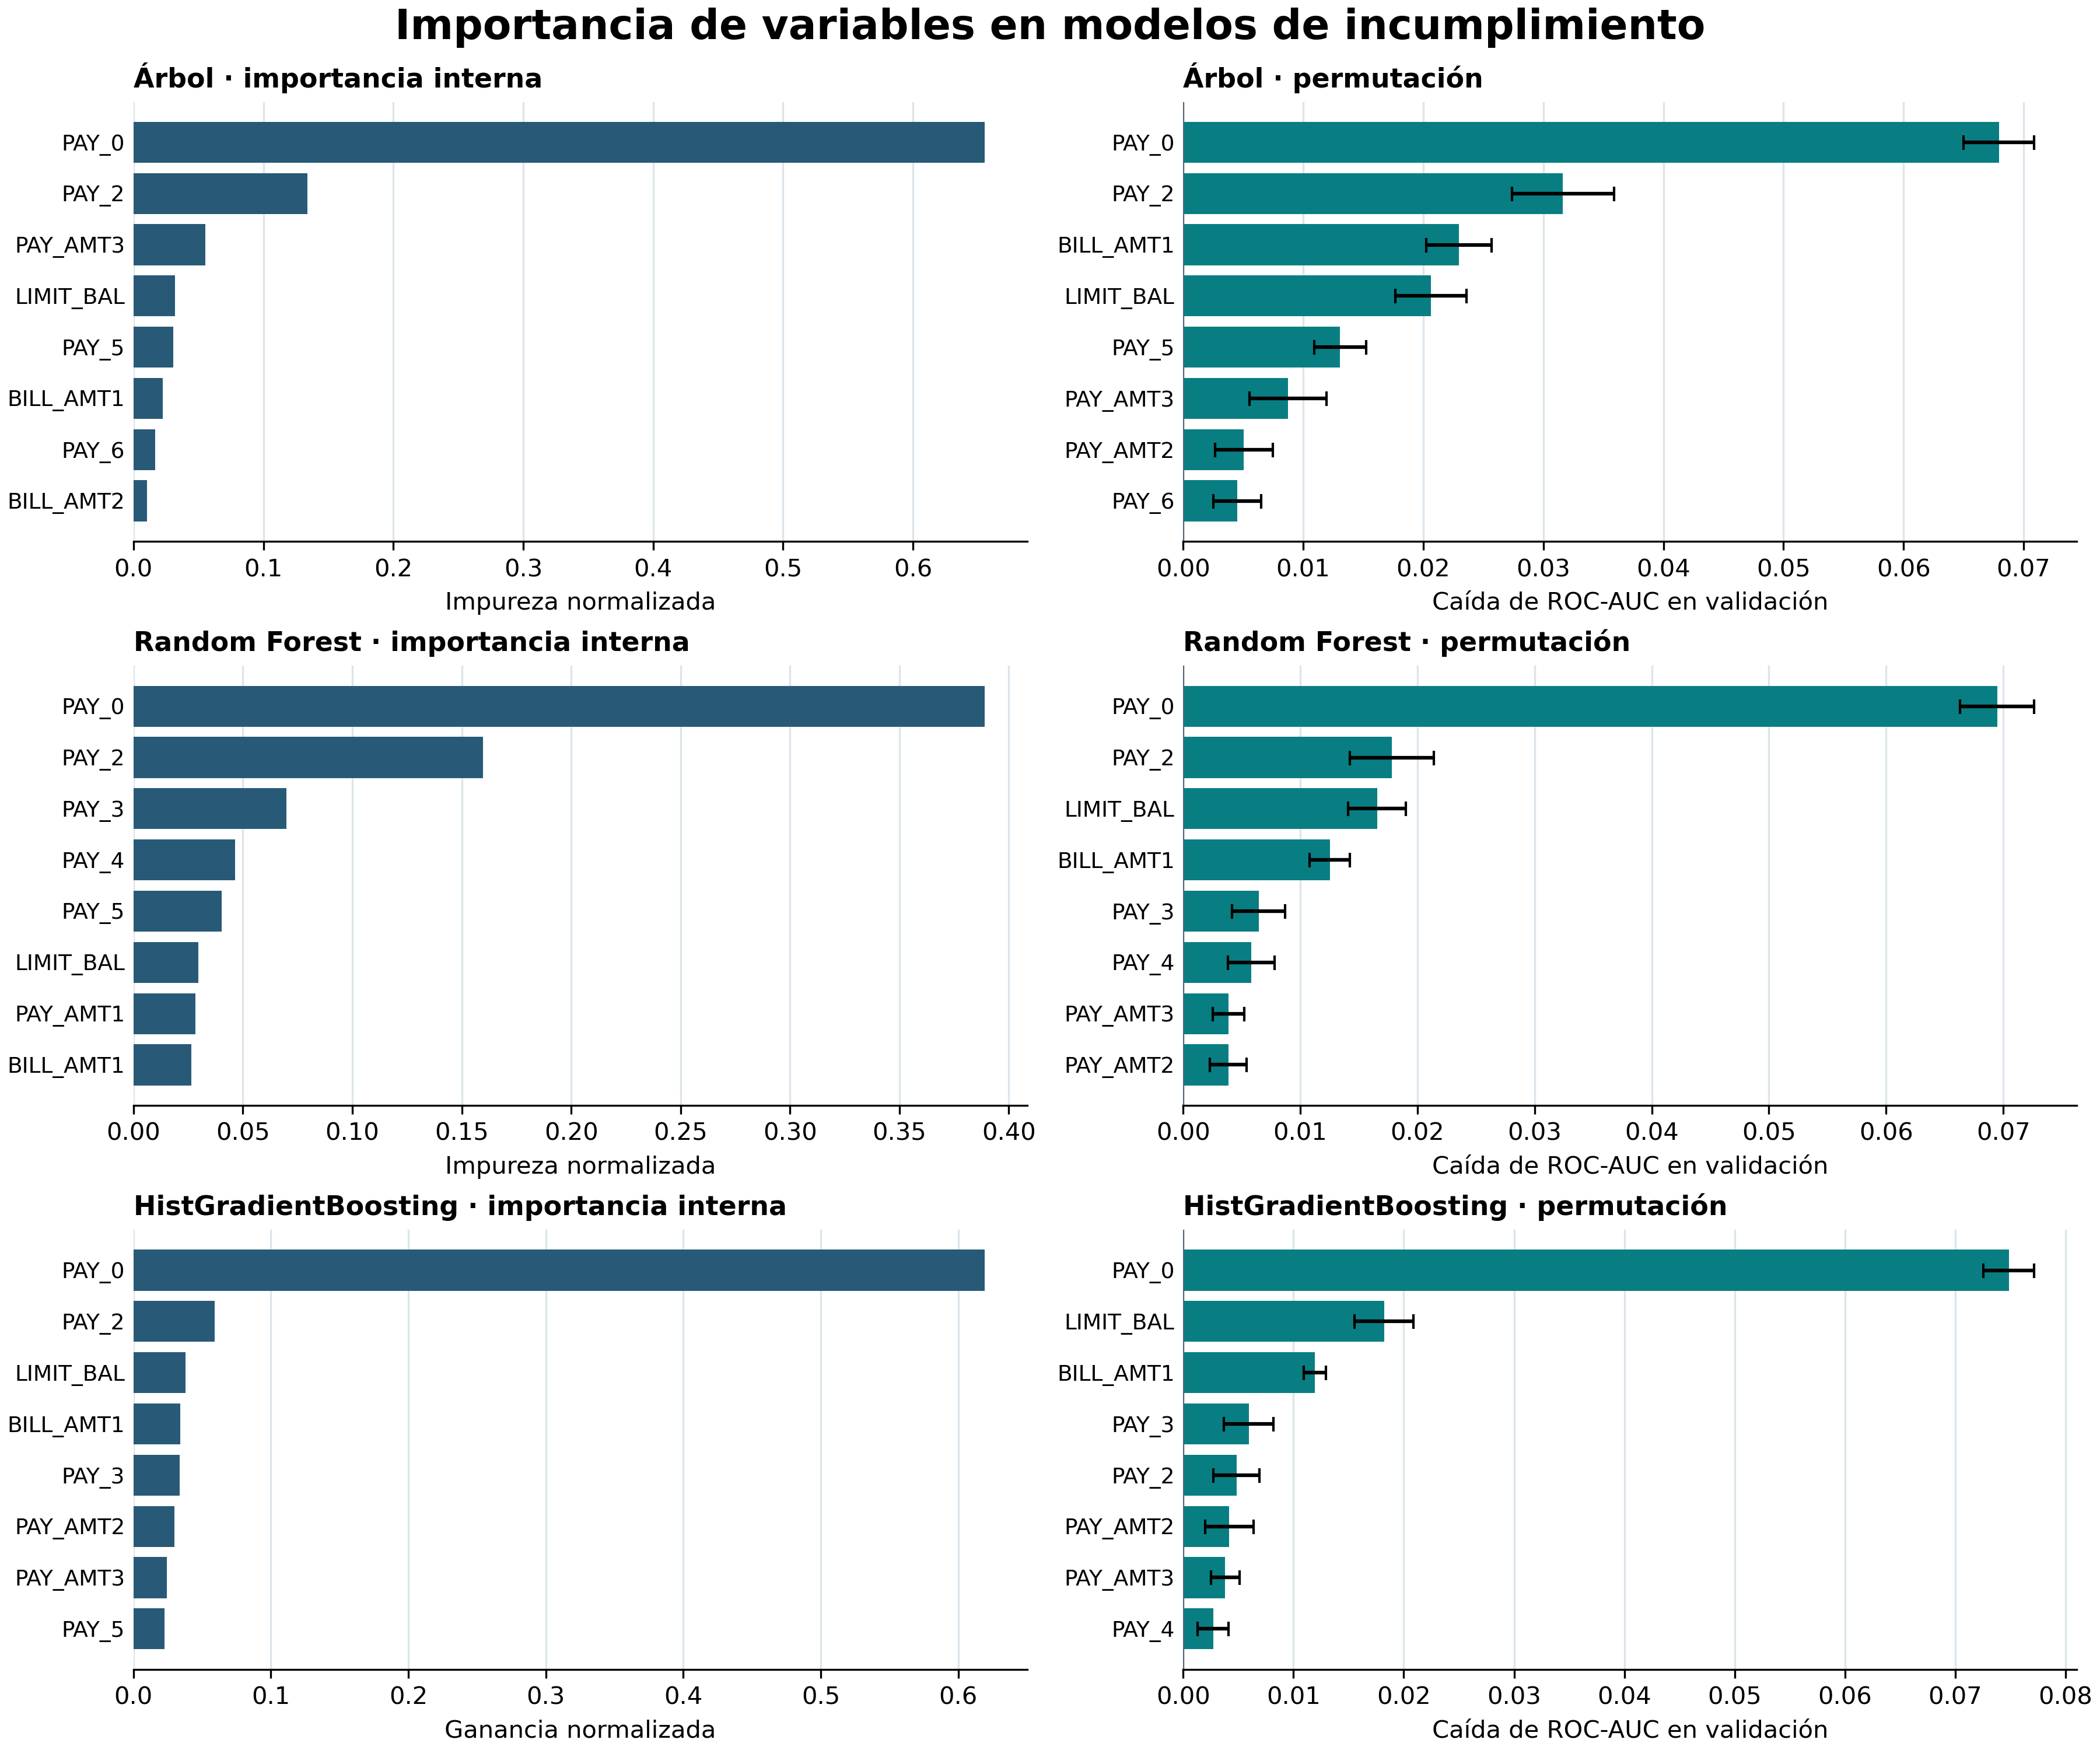 Importancia de variables en modelos de incumplimiento
Árbol · importancia interna
PAY_0
PAY_2
PAY_AMT3
LIMIT_BAL
PAY_5
BILL_AMT1
PAY_6
BILL_AMT2
0.0 0.1 0.2 0.3 0.4 0.5 0.6
Impureza normalizada
Árbol · permutación
PAY_0
PAY_2
BILL_AMT1
LIMIT_BAL
PAY_5
PAY_AMT3
PAY_AMT2
PAY_6
0.00 0.01 0.02 0.03 0.04 0.05 0.06 0.07
Caída de ROC-AUC en validación
Random Forest · importancia interna
PAY_0
PAY_2
PAY_3
PAY_4
PAY_5
LIMIT_BAL
PAY_AMT1
BILL_AMT1
0.00 0.05 0.10 0.15 0.20 0.25 0.30 0.35 0.40
Impureza normalizada
Random Forest · permutación
PAY_0
PAY_2
LIMIT_BAL
BILL_AMT1
PAY_3
PAY_4
PAY_AMT3
PAY_AMT2
0.00 0.01 0.02 0.03 0.04 0.05 0.06 0.07
Caída de ROC-AUC en validación
HistGradientBoosting · importancia interna
PAY_0
PAY_2
LIMIT_BAL
BILL_AMT1
PAY_3
PAY_AMT2
PAY_AMT3
PAY_5
0.0 0.1 0.2 0.3 0.4 0.5 0.6
Ganancia normalizada
HistGradientBoosting · permutación
PAY_0
LIMIT_BAL
BILL_AMT1
PAY_3
PAY_2
PAY_AMT2
PAY_AMT3
PAY_4
0.00 0.01 0.02 0.03 0.04 0.05 0.06 0.07 0.08
Caída de ROC-AUC en validación